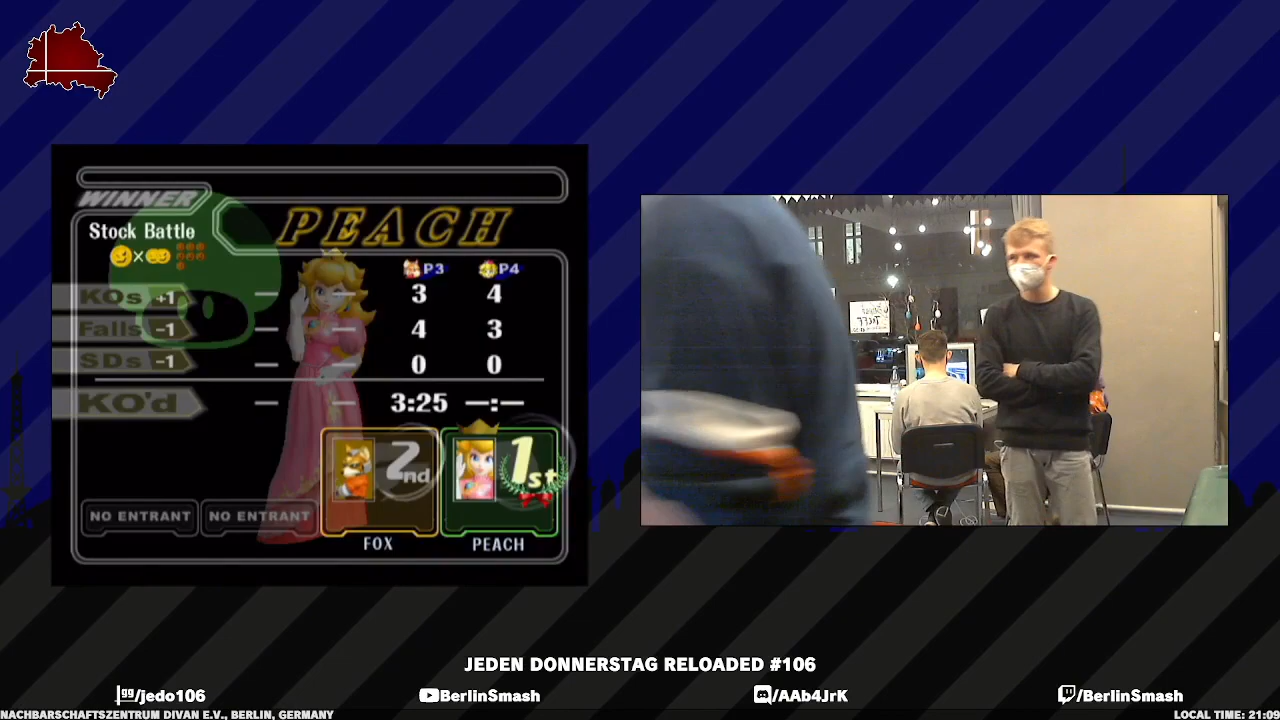 WINNER
PEACH
Stock Battle
×
P3 P4
KOs +1 — — 3 4
Falls -1 — — 4 3
SDs -1 — — 0 0
KO'd — — 3:25 —:—
2nd 1st
NO ENTRANT NO ENTRANT
FOX PEACH
JEDEN DONNERSTAG RELOADED #106
gg/jedo106
BerlinSmash
/AAb4JrK
/BerlinSmash
NACHBARSCHAFTSZENTRUM DIVAN E.V., BERLIN, GERMANY
LOCAL TIME: 21:09